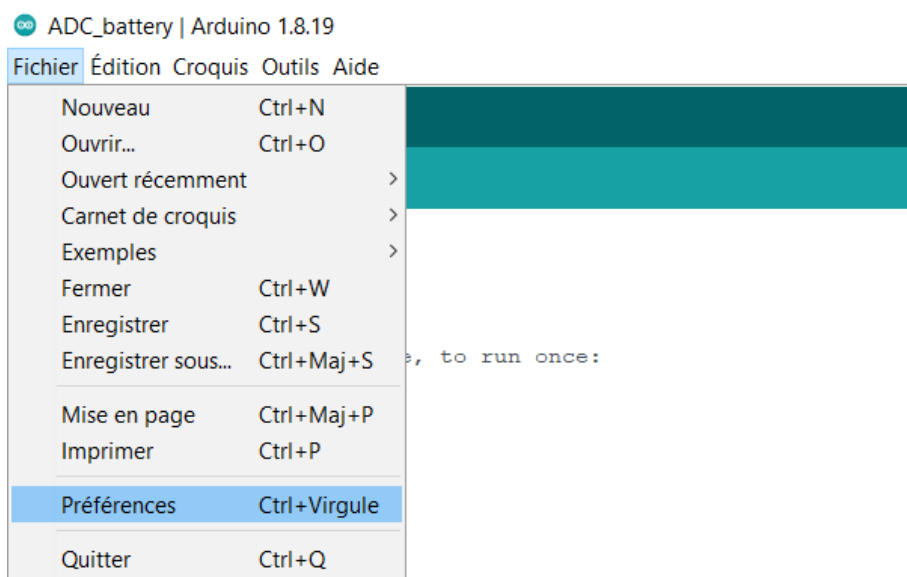 ADC_battery | Arduino 1.8.19
Fichier Édition Croquis Outils Aide
Nouveau Ctrl+N
Ouvrir... Ctrl+O
Ouvert récemment
Carnet de croquis
Exemples
Fermer Ctrl+W
Enregistrer Ctrl+S
Enregistrer sous... Ctrl+Maj+S
, to run once:
Mise en page Ctrl+Maj+P
Imprimer Ctrl+P
Préférences Ctrl+Virgule
Quitter Ctrl+Q